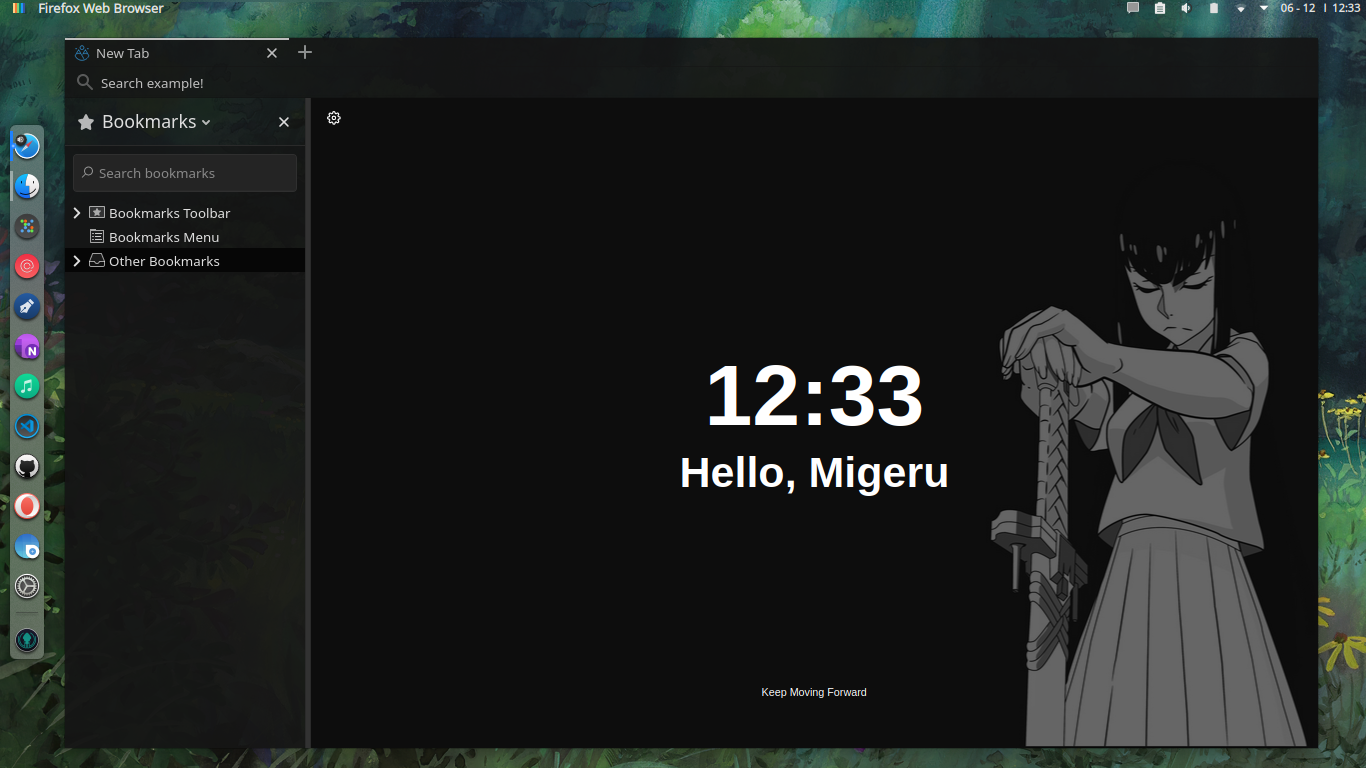 Firefox Web Browser
06 - 12 | 12:33
New Tab
Search example!
Bookmarks
Search bookmarks
Bookmarks Toolbar
Bookmarks Menu
Other Bookmarks
N
12:33
Hello, Migeru
Keep Moving Forward